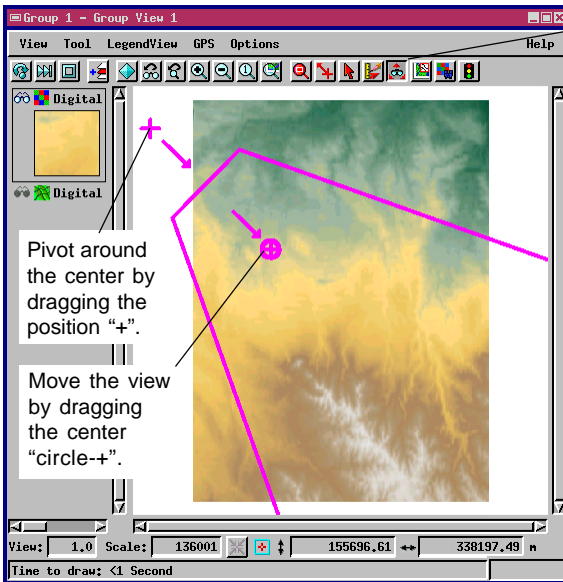 Group 1 - Group View 1
View Tool LegendView GPS Options Help
Digital
Digital
Pivot around
the center by
dragging the
position “+”.
Move the view
by dragging
the center
“circle-+”.
View: 1.0 Scale: 136001 155696.61 338197.49 m
Time to draw: <1 Second